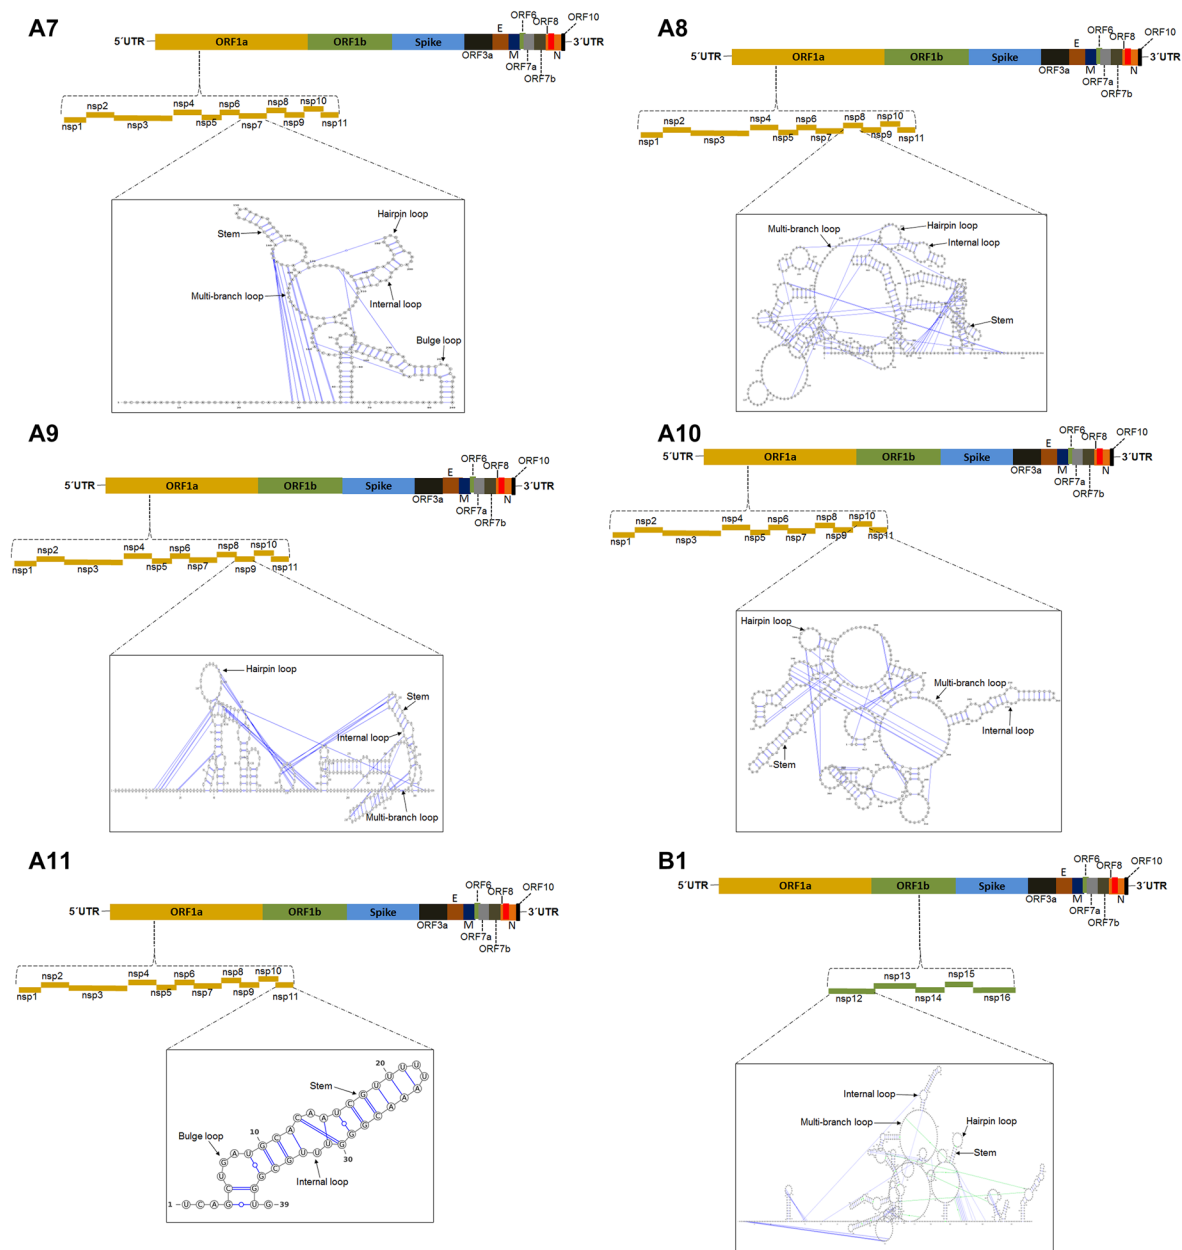 A7
5´UTR ORF1a ORF1b Spike ORF3a E M ORF6 ORF7a ORF7b ORF8 N ORF10 3´UTR
nsp1 nsp2 nsp3 nsp4 nsp5 nsp6 nsp7 nsp8 nsp9 nsp10 nsp11
Hairpin loop
Stem
Multi-branch loop
Internal loop
Bulge loop
A8
5´UTR ORF1a ORF1b Spike ORF3a E M ORF6 ORF7a ORF7b ORF8 N ORF10 3´UTR
nsp1 nsp2 nsp3 nsp4 nsp5 nsp6 nsp7 nsp8 nsp9 nsp10 nsp11
Hairpin loop
Multi-branch loop
Internal loop
Stem
A9
5´UTR ORF1a ORF1b Spike ORF3a E M ORF6 ORF7a ORF7b ORF8 N ORF10 3´UTR
nsp1 nsp2 nsp3 nsp4 nsp5 nsp6 nsp7 nsp8 nsp9 nsp10 nsp11
Hairpin loop
Stem
Internal loop
Multi-branch loop
A10
5´UTR ORF1a ORF1b Spike ORF3a E M ORF6 ORF7a ORF7b ORF8 N ORF10 3´UTR
nsp1 nsp2 nsp3 nsp4 nsp5 nsp6 nsp7 nsp8 nsp9 nsp10 nsp11
Hairpin loop
Multi-branch loop
Internal loop
Stem
A11
5´UTR ORF1a ORF1b Spike ORF3a E M ORF6 ORF7a ORF7b ORF8 N ORF10 3´UTR
nsp1 nsp2 nsp3 nsp4 nsp5 nsp6 nsp7 nsp8 nsp9 nsp10 nsp11
20
Stem
10
Bulge loop
30
Internal loop
1 39
B1
5´UTR ORF1a ORF1b Spike ORF3a E M ORF6 ORF7a ORF7b ORF8 N ORF10 3´UTR
nsp12 nsp13 nsp14 nsp15 nsp16
Internal loop
Multi-branch loop
Hairpin loop
Stem